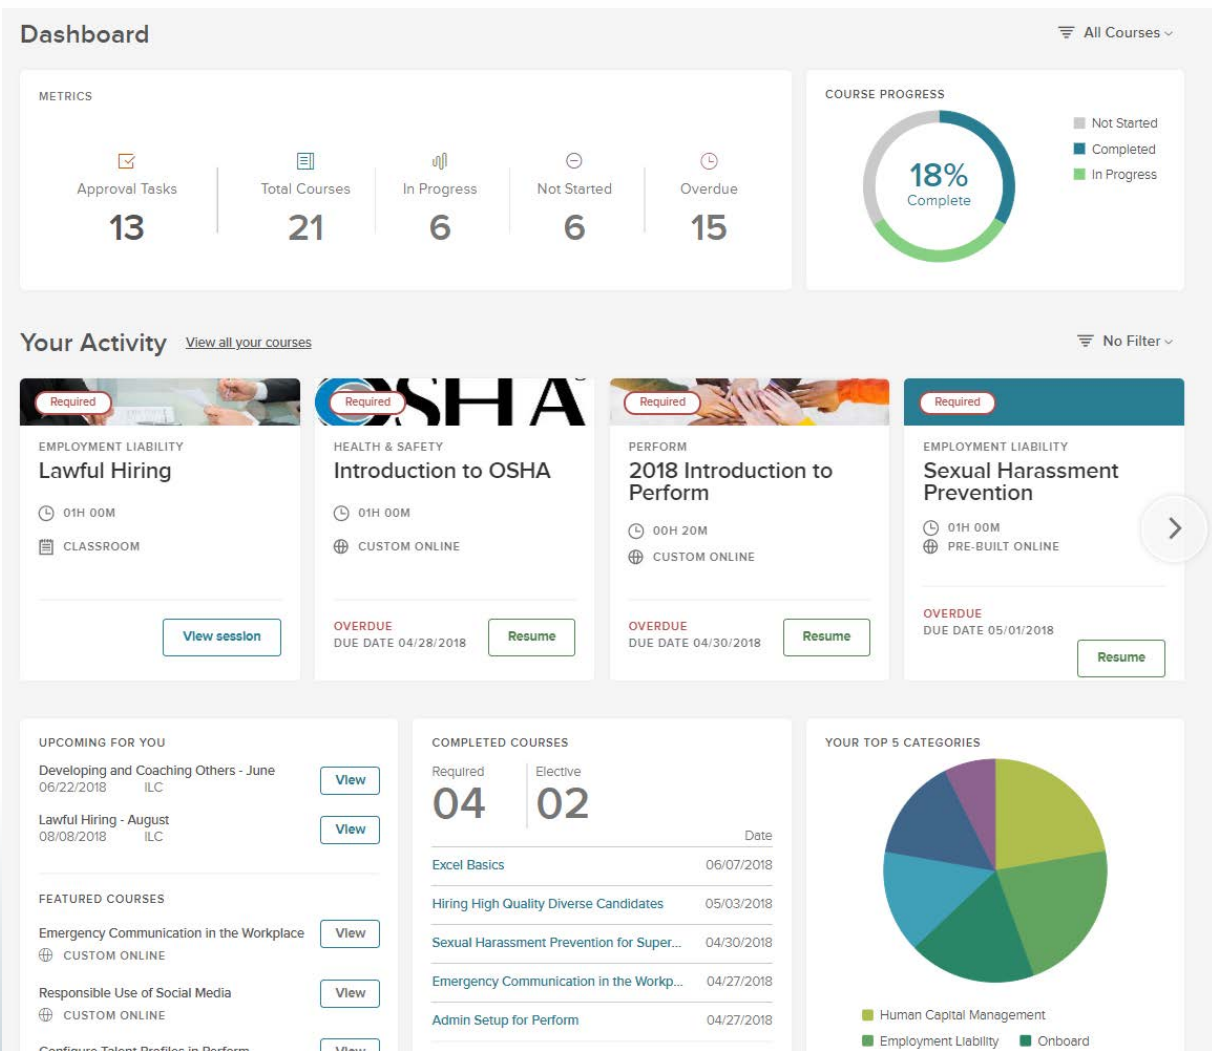 Dashboard
All Courses
METRICS
Approval Tasks
13
Total Courses
21
In Progress
6
Not Started
6
Overdue
15
COURSE PROGRESS
18%
Complete
Not Started
Completed
In Progress
Your Activity
View all your courses
No Filter
Required
EMPLOYMENT LIABILITY
Lawful Hiring
01H 00M
CLASSROOM
View session
OSHA
Required
HEALTH & SAFETY
Introduction to OSHA
01H 00M
CUSTOM ONLINE
OVERDUE
DUE DATE 04/28/2018
Resume
Required
PERFORM
2018 Introduction to
Perform
00H 20M
CUSTOM ONLINE
OVERDUE
DUE DATE 04/30/2018
Resume
Required
EMPLOYMENT LIABILITY
Sexual Harassment
Prevention
01H 00M
PRE-BUILT ONLINE
OVERDUE
DUE DATE 05/01/2018
Resume
UPCOMING FOR YOU
Developing and Coaching Others - June
06/22/2018 ILC
View
Lawful Hiring - August
08/08/2018 ILC
View
FEATURED COURSES
Emergency Communication in the Workplace
CUSTOM ONLINE
View
Responsible Use of Social Media
CUSTOM ONLINE
View
Configure Talent Profiles in Perform
View
COMPLETED COURSES
Required
04
Elective
02
Date
Excel Basics 06/07/2018
Hiring High Quality Diverse Candidates 05/03/2018
Sexual Harassment Prevention for Super... 04/30/2018
Emergency Communication in the Workp... 04/27/2018
Admin Setup for Perform 04/27/2018
YOUR TOP 5 CATEGORIES
Human Capital Management
Employment Liability Onboard